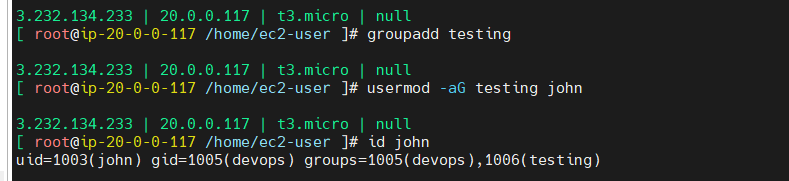 3.232.134.233 | 20.0.0.117 | t3.micro | null
[ root@ip-20-0-0-117 /home/ec2-user ]# groupadd testing
3.232.134.233 | 20.0.0.117 | t3.micro | null
[ root@ip-20-0-0-117 /home/ec2-user ]# usermod -aG testing john
3.232.134.233 | 20.0.0.117 | t3.micro | null
[ root@ip-20-0-0-117 /home/ec2-user ]# id john
uid=1003(john) gid=1005(devops) groups=1005(devops),1006(testing)